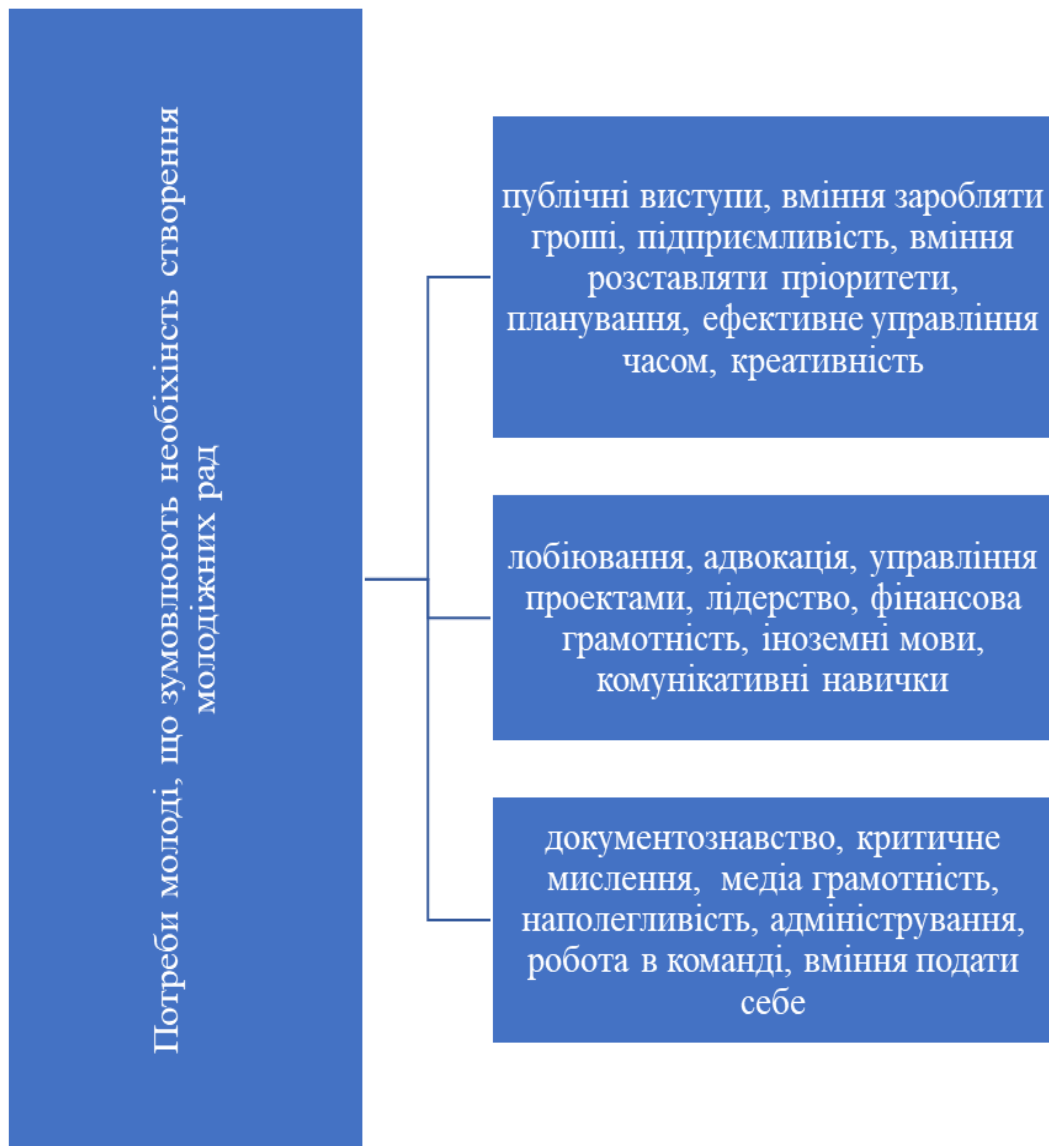 Потреби молоді, що зумовлюють необіхінсть створення
молодіжних рад
публічні виступи, вміння заробляти
гроші, підприємливість, вміння
розставляти пріоритети,
планування, ефективне управління
часом, креативність
лобіювання, адвокація, управління
проектами, лідерство, фінансова
грамотність, іноземні мови,
комунікативні навички
документознавство, критичне
мислення, медіа грамотність,
наполегливість, адміністрування,
робота в команді, вміння подати
себе